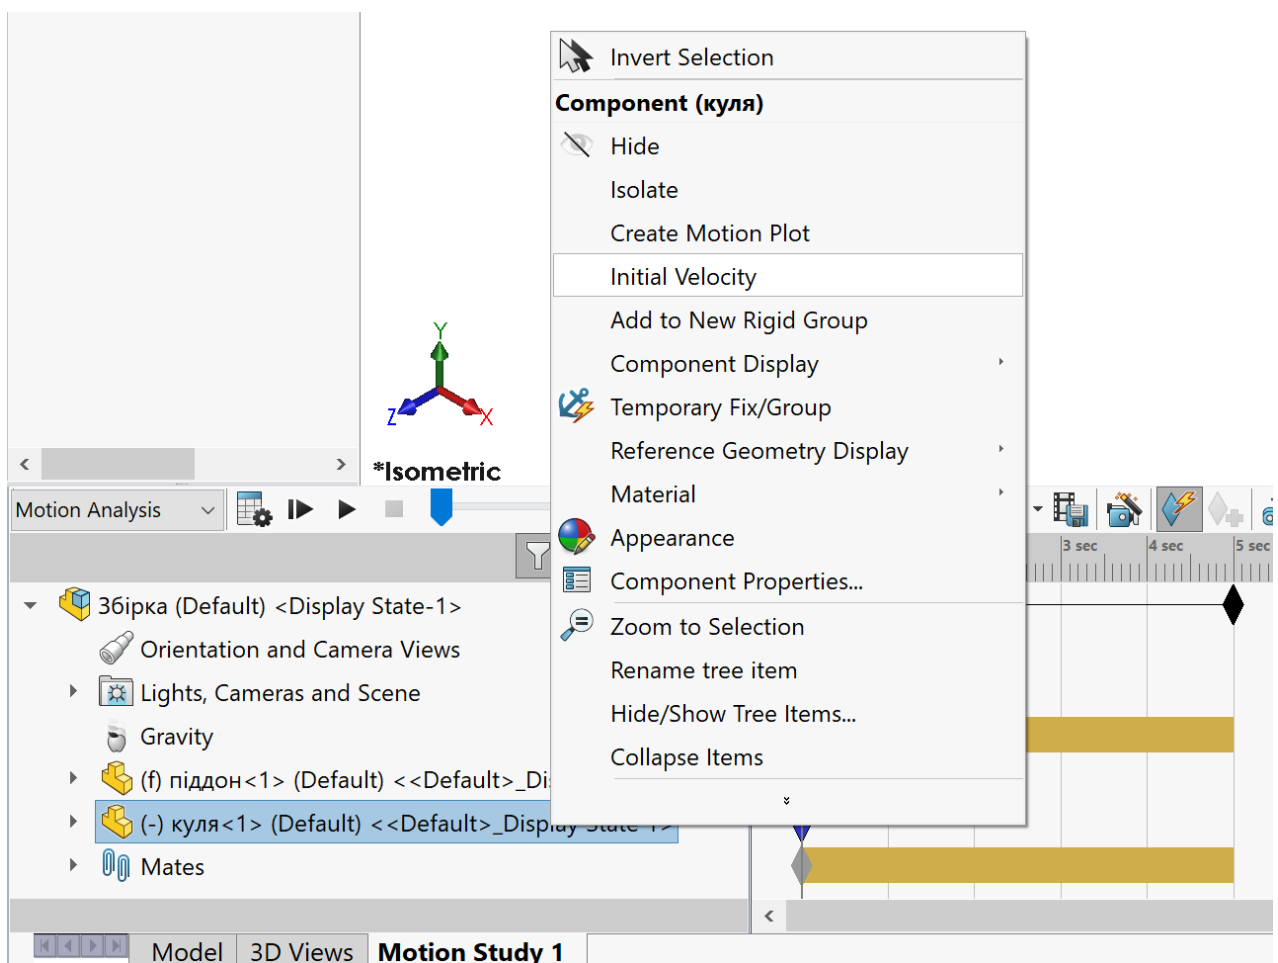 Invert Selection
Component (куля)
Hide
Isolate
Create Motion Plot
Initial Velocity
Add to New Rigid Group
Component Display
Temporary Fix/Group
Reference Geometry Display
Material
Appearance
Component Properties...
Zoom to Selection
Rename tree item
Hide/Show Tree Items...
Collapse Items
Y
Z
X
*Isometric
Motion Analysis
3 sec
4 sec
5 sec
Збірка (Default) <Display State-1>
Orientation and Camera Views
Lights, Cameras and Scene
Gravity
(f) піддон<1> (Default) <<Default>_Di
(-) куля<1> (Default) <<Default>_Display State 1>
Mates
Model
3D Views
Motion Study 1